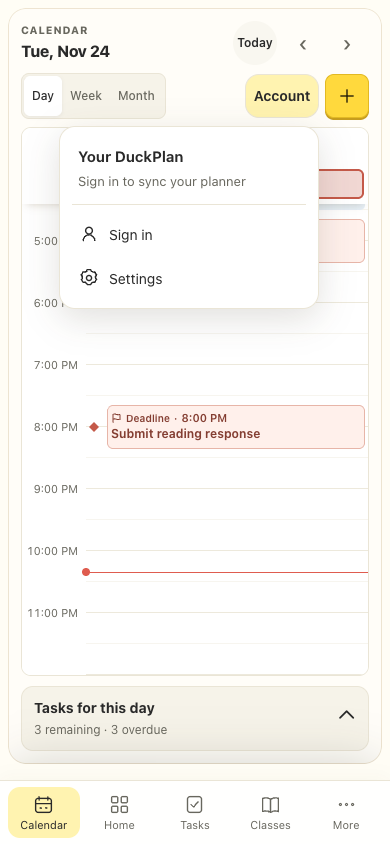 CALENDAR
Tue, Nov 24
Today
Day
Week
Month
Account
Your DuckPlan
Sign in to sync your planner
Sign in
Settings
5:00
6:00
7:00 PM
8:00 PM
Deadline · 8:00 PM
Submit reading response
9:00 PM
10:00 PM
11:00 PM
Tasks for this day
3 remaining · 3 overdue
Calendar
Home
Tasks
Classes
More